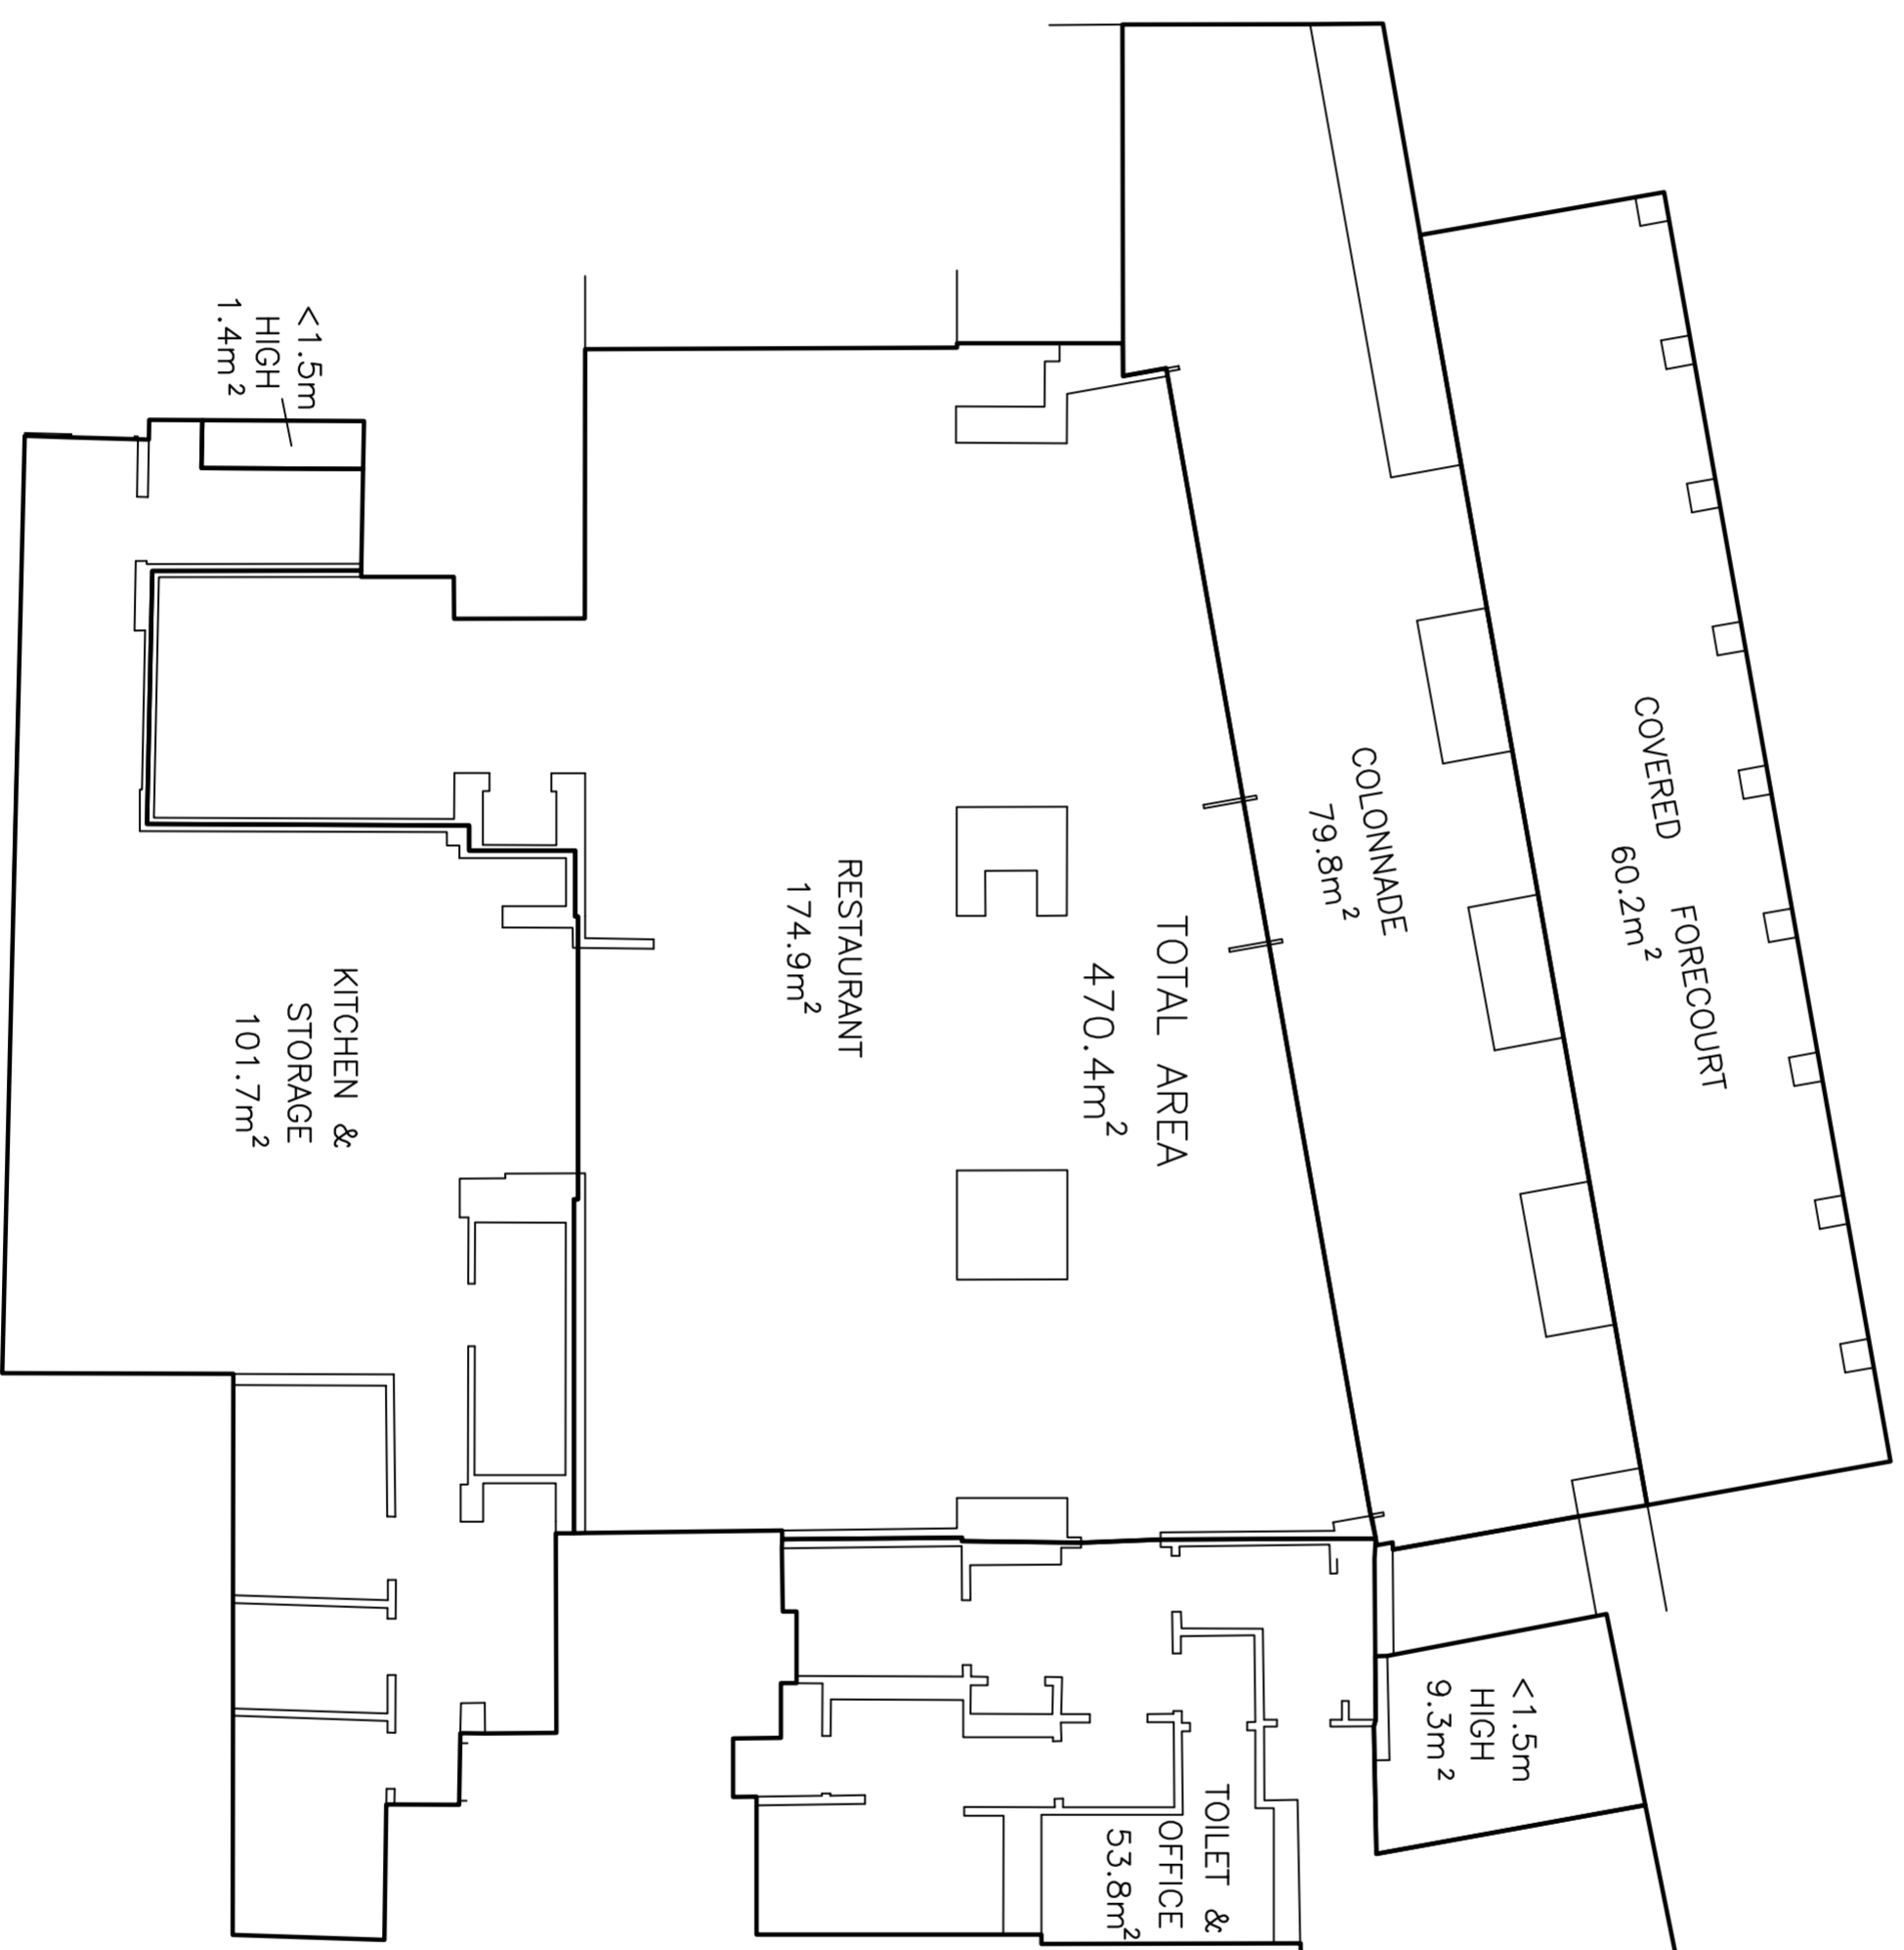 COVERED
FORECOURT
60.2m²
COLONNADE
79.8m²
TOTAL AREA
470.4m²
RESTAURANT
174.9m²
KITCHEN &
STORAGE
101.7m²
<1.5m
HIGH
1.4m²
<1.5m
HIGH
9.3m²
TOILET &
OFFICE
53.8m²